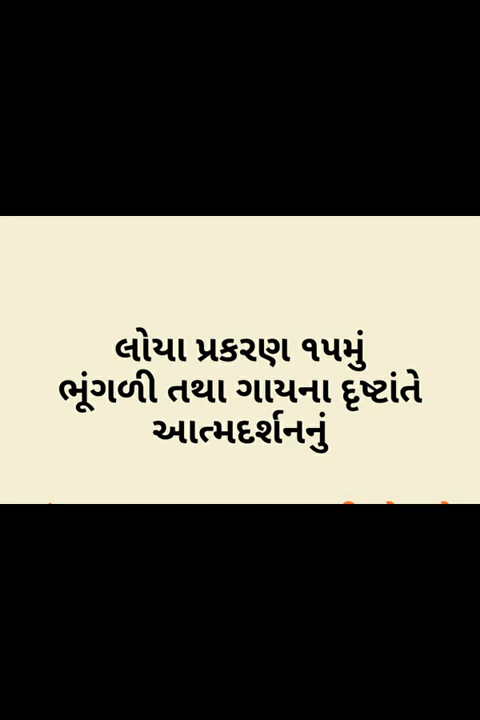 લોયા પ્રકરણ ૧૫મું
ભૂંગળી તથા ગાયના દૃષ્ટાંતે
આત્મદર્શનનું